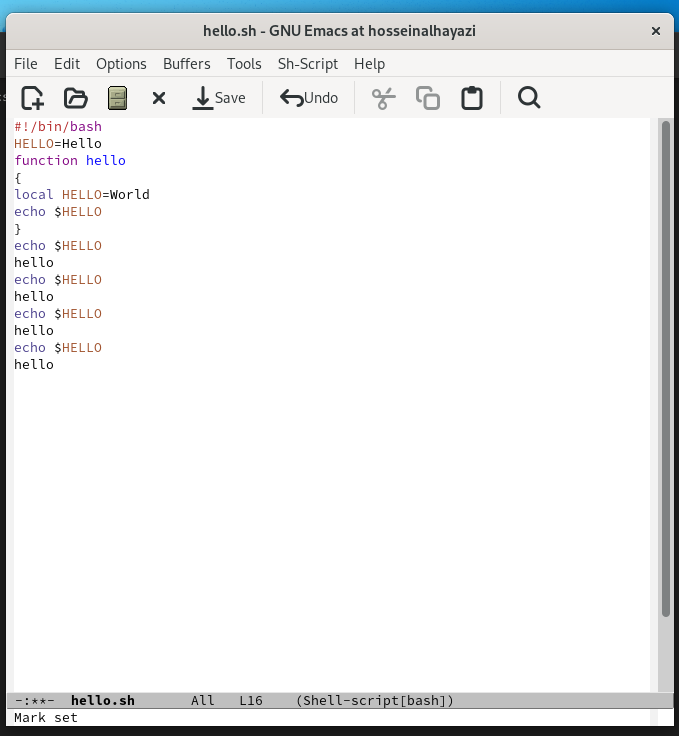 hello.sh - GNU Emacs at hosseinalhayazi
File Edit Options Buffers Tools Sh-Script Help
Save Undo
#!/bin/bash
HELLO=Hello
function hello
{
local HELLO=World
echo $HELLO
}
echo $HELLO
hello
echo $HELLO
hello
echo $HELLO
hello
echo $HELLO
hello
-:**- hello.sh All L16 (Shell-script[bash])
Mark set